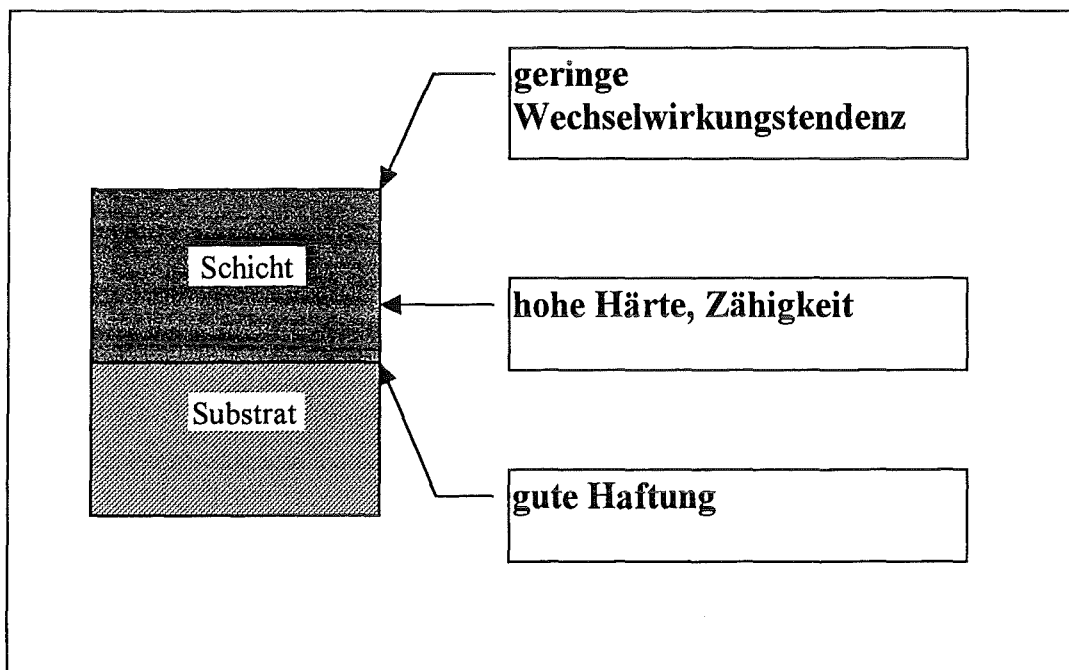 geringe
Wechselwirkungstendenz
Schicht
hohe Härte, Zähigkeit
Substrat
gute Haftung